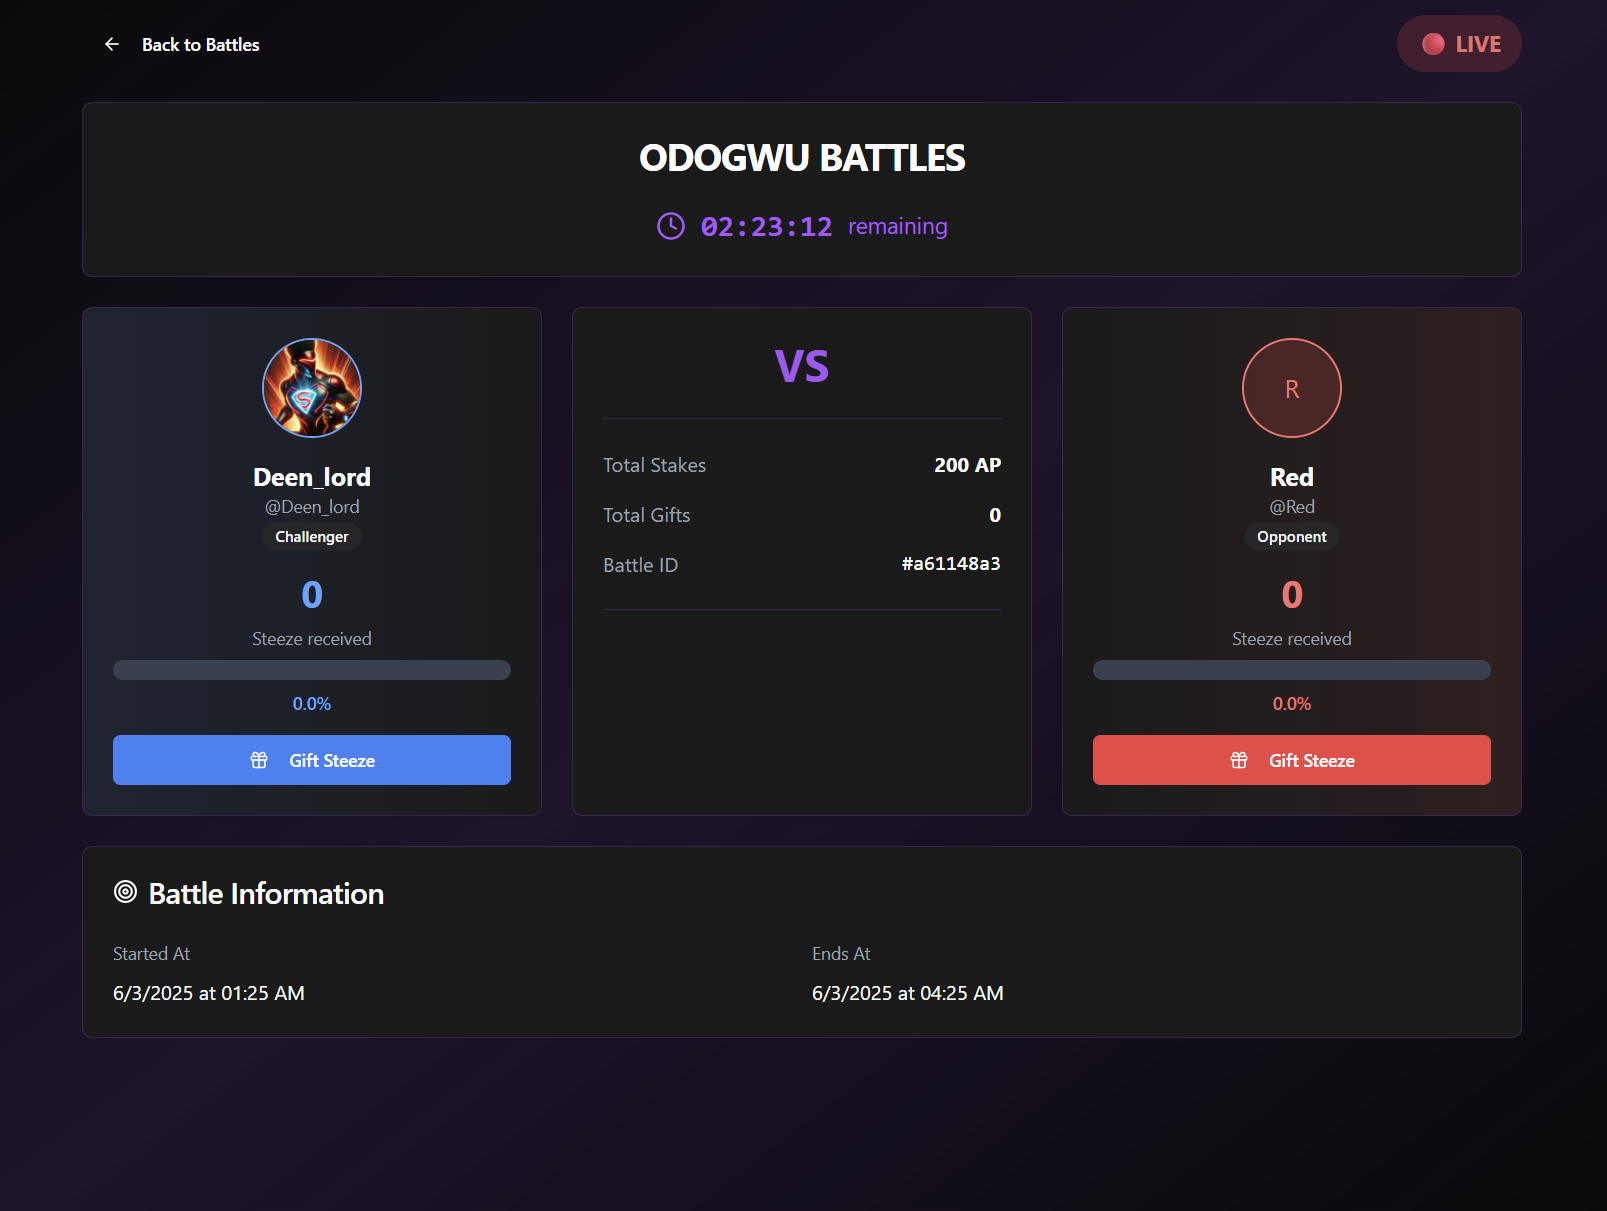 Back to Battles
LIVE
ODOGWU BATTLES
02:23:12 remaining
S
Deen_lord
@Deen_lord
Challenger
0
Steeze received
0.0%
Gift Steeze
VS
Total Stakes 200 AP
Total Gifts 0
Battle ID #a61148a3
R
Red
@Red
Opponent
0
Steeze received
0.0%
Gift Steeze
Battle Information
Started At
6/3/2025 at 01:25 AM
Ends At
6/3/2025 at 04:25 AM